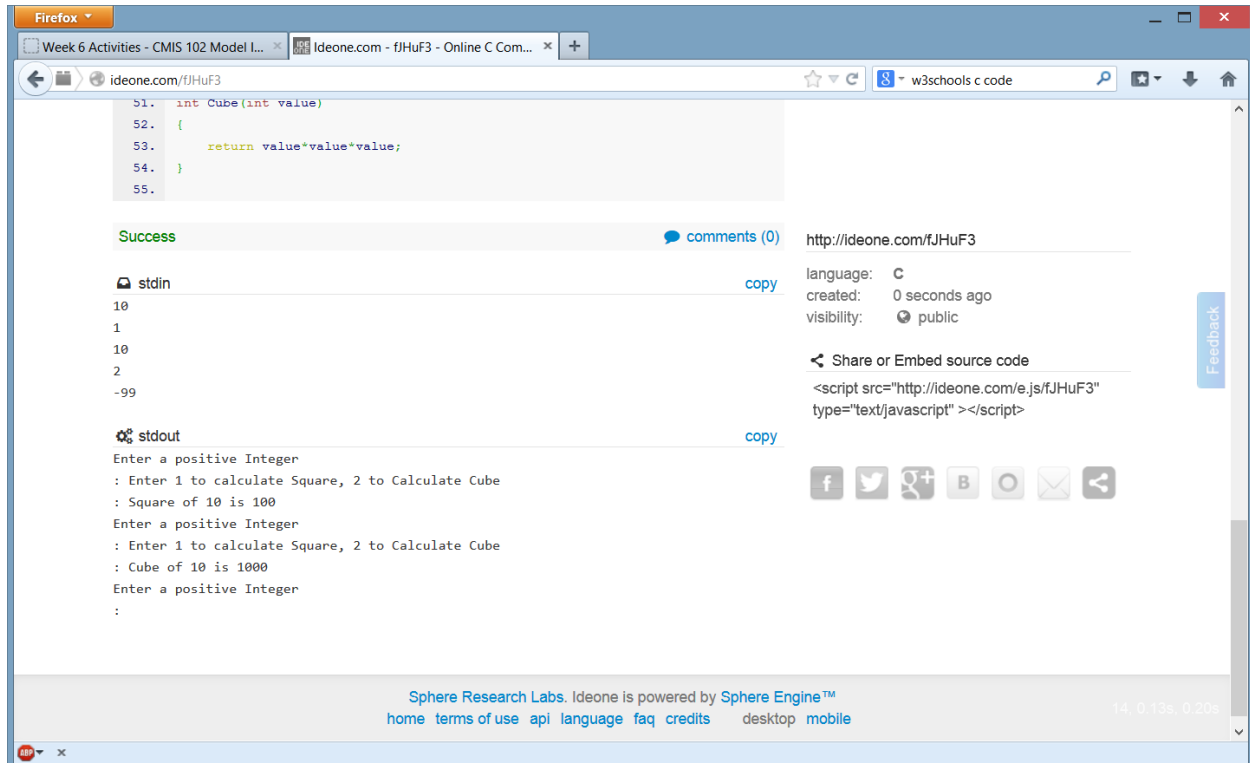 Firefox
Week 6 Activities - CMIS 102 Model I...
Ideone.com - fJHuF3 - Online C Com...
ideone.com/fJHuF3
w3schools c code
51. int Cube(int value)
52. {
53. return value*value*value;
54. }
55.
Success
comments (0)
stdin
copy
10
1
10
2
-99
stdout
copy
Enter a positive Integer
: Enter 1 to calculate Square, 2 to Calculate Cube
: Square of 10 is 100
Enter a positive Integer
: Enter 1 to calculate Square, 2 to Calculate Cube
: Cube of 10 is 1000
Enter a positive Integer
:
http://ideone.com/fJHuF3
language: C
created: 0 seconds ago
visibility: public
Share or Embed source code
<script src="http://ideone.com/e.js/fJHuF3"
type="text/javascript" ></script>
Feedback
Sphere Research Labs. Ideone is powered by Sphere Engine™
home terms of use api language faq credits desktop mobile
14, 0.13s, 0.20s
ABP